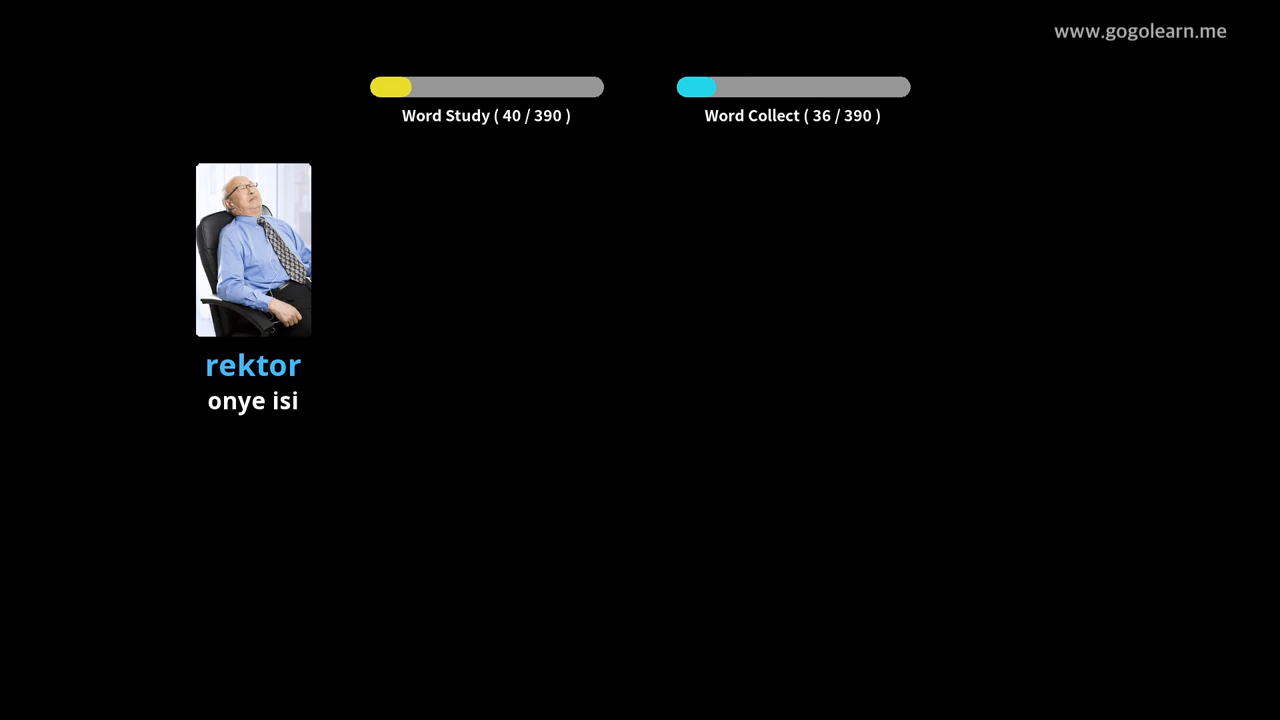 www.gogolearn.me
Word Study ( 40 / 390 )
Word Collect ( 36 / 390 )
rektor
onye isi